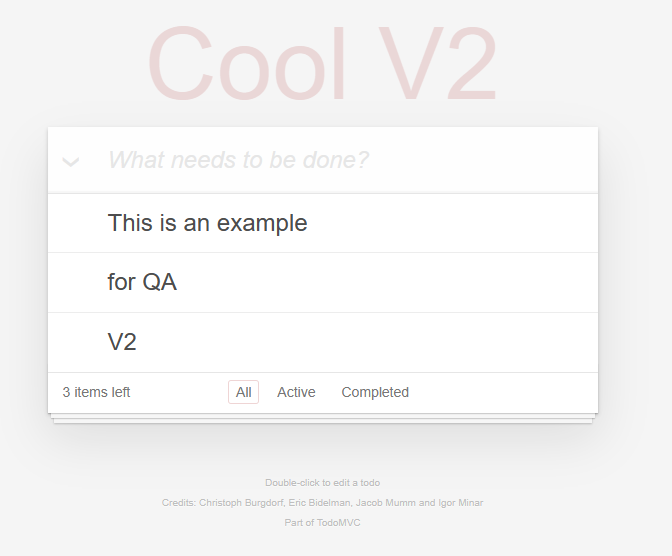 Cool V2
What needs to be done?
This is an example
for QA
V2
3 items left All Active Completed
Double-click to edit a todo
Credits: Christoph Burgdorf, Eric Bidelman, Jacob Mumm and Igor Minar
Part of TodoMVC